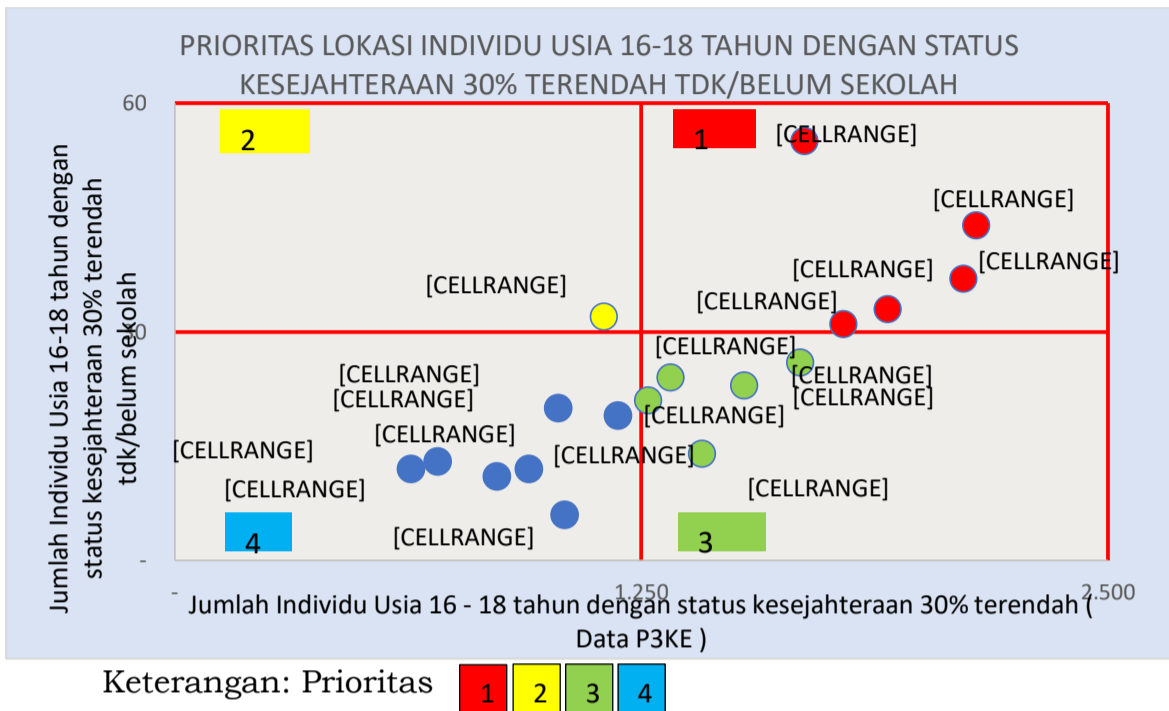 PRIORITAS LOKASI INDIVIDU USIA 16-18 TAHUN DENGAN STATUS
KESEJAHTERAAN 30% TERENDAH TDK/BELUM SEKOLAH
60
2
1
[CELLRANGE]
[CELLRANGE]
[CELLRANGE]
[CELLRANGE]
[CELLRANGE]
[CELLRANGE]
30
[CELLRANGE]
[CELLRANGE]
[CELLRANGE]
[CELLRANGE]
[CELLRANGE]
[CELLRANGE]
[CELLRANGE]
[CELLRANGE]
[CELLRANGE]
[CELLRANGE]
[CELLRANGE]
[CELLRANGE]
4
3
-
Jumlah Individu Usia 16-18 tahun dengan
status kesejahteraan 30% terendah
tdk/belum sekolah
-
1.250
2.500
Jumlah Individu Usia 16 - 18 tahun dengan status kesejahteraan 30% terendah (
Data P3KE )
Keterangan: Prioritas 1 2 3 4